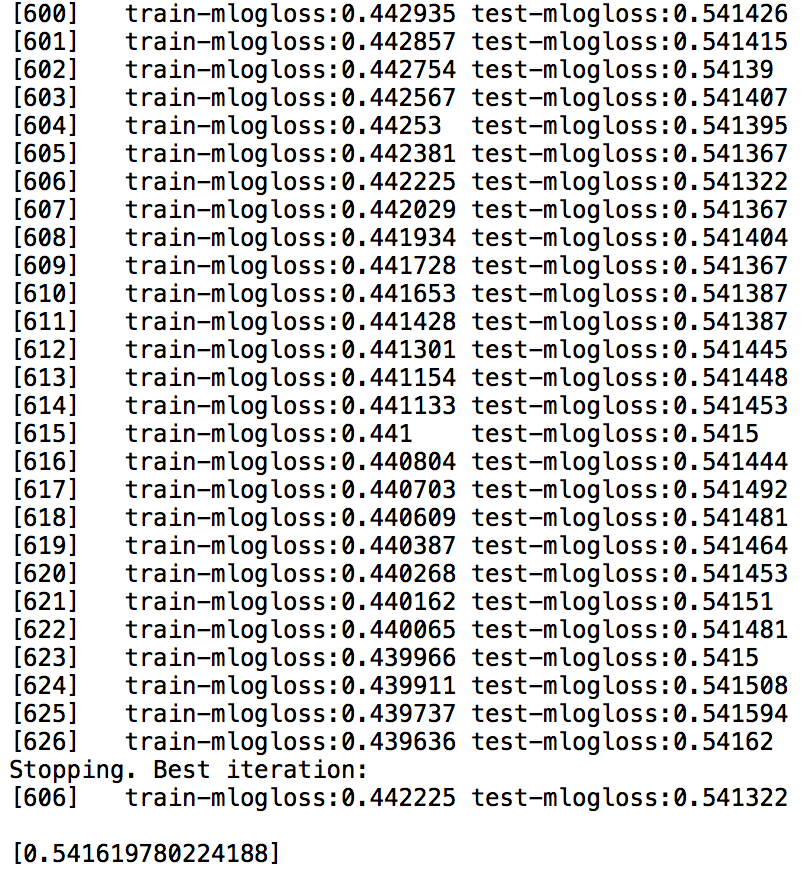 [600] train-mlogloss:0.442935 test-mlogloss:0.541426
[601] train-mlogloss:0.442857 test-mlogloss:0.541415
[602] train-mlogloss:0.442754 test-mlogloss:0.54139
[603] train-mlogloss:0.442567 test-mlogloss:0.541407
[604] train-mlogloss:0.44253 test-mlogloss:0.541395
[605] train-mlogloss:0.442381 test-mlogloss:0.541367
[606] train-mlogloss:0.442225 test-mlogloss:0.541322
[607] train-mlogloss:0.442029 test-mlogloss:0.541367
[608] train-mlogloss:0.441934 test-mlogloss:0.541404
[609] train-mlogloss:0.441728 test-mlogloss:0.541367
[610] train-mlogloss:0.441653 test-mlogloss:0.541387
[611] train-mlogloss:0.441428 test-mlogloss:0.541387
[612] train-mlogloss:0.441301 test-mlogloss:0.541445
[613] train-mlogloss:0.441154 test-mlogloss:0.541448
[614] train-mlogloss:0.441133 test-mlogloss:0.541453
[615] train-mlogloss:0.441 test-mlogloss:0.5415
[616] train-mlogloss:0.440804 test-mlogloss:0.541444
[617] train-mlogloss:0.440703 test-mlogloss:0.541492
[618] train-mlogloss:0.440609 test-mlogloss:0.541481
[619] train-mlogloss:0.440387 test-mlogloss:0.541464
[620] train-mlogloss:0.440268 test-mlogloss:0.541453
[621] train-mlogloss:0.440162 test-mlogloss:0.54151
[622] train-mlogloss:0.440065 test-mlogloss:0.541481
[623] train-mlogloss:0.439966 test-mlogloss:0.5415
[624] train-mlogloss:0.439911 test-mlogloss:0.541508
[625] train-mlogloss:0.439737 test-mlogloss:0.541594
[626] train-mlogloss:0.439636 test-mlogloss:0.54162
Stopping. Best iteration:
[606] train-mlogloss:0.442225 test-mlogloss:0.541322
[0.541619780224188]